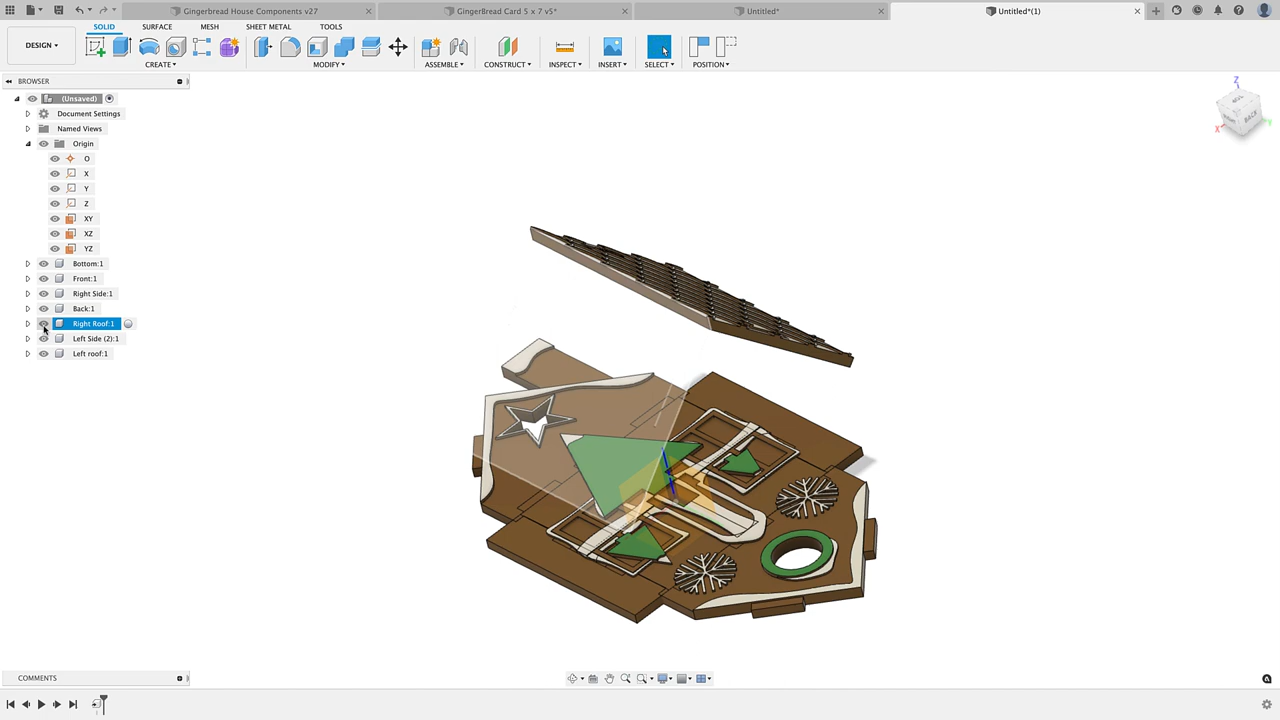 Gingerbread House Components v27
GingerBread Card 5 x 7 v5*
Untitled*
Untitled*(1)
SOLID
SURFACE
MESH
SHEET METAL
TOOLS
DESIGN
CREATE
MODIFY
ASSEMBLE
CONSTRUCT
INSPECT
INSERT
SELECT
POSITION
BROWSER
(Unsaved)
Document Settings
Named Views
Origin
O
X
Y
Z
XY
XZ
YZ
Bottom:1
Front:1
Right Side:1
Back:1
Right Roof:1
Left Side (2):1
Left roof:1
Z
BACK
X
Y
COMMENTS